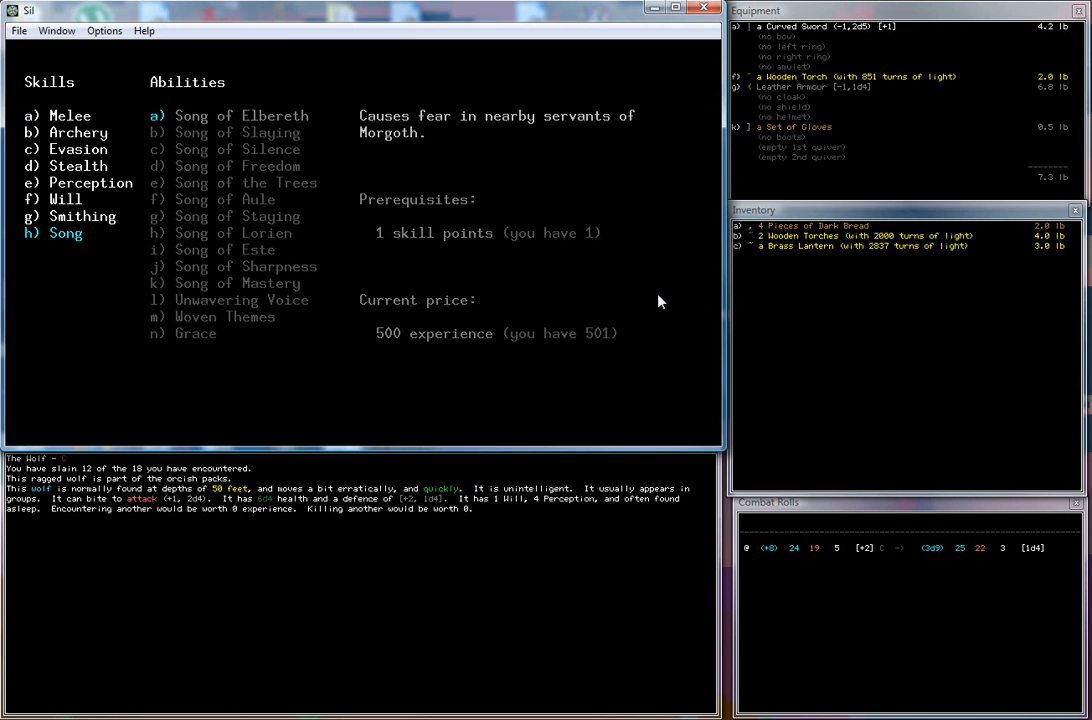 Sil
File Window Options Help
Skills Abilities
a) Melee a) Song of Elbereth Causes fear in nearby servants of
b) Archery b) Song of Slaying Morgoth.
c) Evasion c) Song of Silence
d) Stealth d) Song of Freedom
e) Perception e) Song of the Trees
f) Will f) Song of Aule Prerequisites:
g) Smithing g) Song of Staying
h) Song h) Song of Lorien 1 skill points (you have 1)
i) Song of Este
j) Song of Sharpness
k) Song of Mastery
l) Unwavering Voice Current price:
m) Woven Themes
n) Grace 500 experience (you have 501)
The Wolf - C
You have slain 12 of the 18 you have encountered.
This ragged wolf is part of the orcish packs.
This wolf is normally found at depths of 50 feet, and moves a bit erratically, and quickly. It is unintelligent. It usually appears in
groups. It can bite to attack (+1, 2d4). It has 6d4 health and a defence of [+2, 1d4]. It has 1 Will, 4 Perception, and often found
asleep. Encountering another would be worth 0 experience. Killing another would be worth 0.
Equipment
a) | a Curved Sword (-1,2d5) [+1] 4.2 lb
(no bow)
(no left ring)
(no right ring)
(no amulet)
f) ~ a Wooden Torch (with 851 turns of light) 2.0 lb
g) ( Leather Armour [-1,1d4] 6.8 lb
(no cloak)
(no shield)
(no helmet)
k) ] a Set of Gloves 0.5 lb
(no boots)
(empty 1st quiver)
(empty 2nd quiver)
--------
7.3 lb
Inventory
a) , 4 Pieces of Dark Bread 2.0 lb
b) ~ 2 Wooden Torches (with 2000 turns of light) 4.0 lb
c) ~ a Brass Lantern (with 2837 turns of light) 3.0 lb
Combat Rolls
@ (+8) 24 19 5 [+2] C -> (3d9) 25 22 3 [1d4]